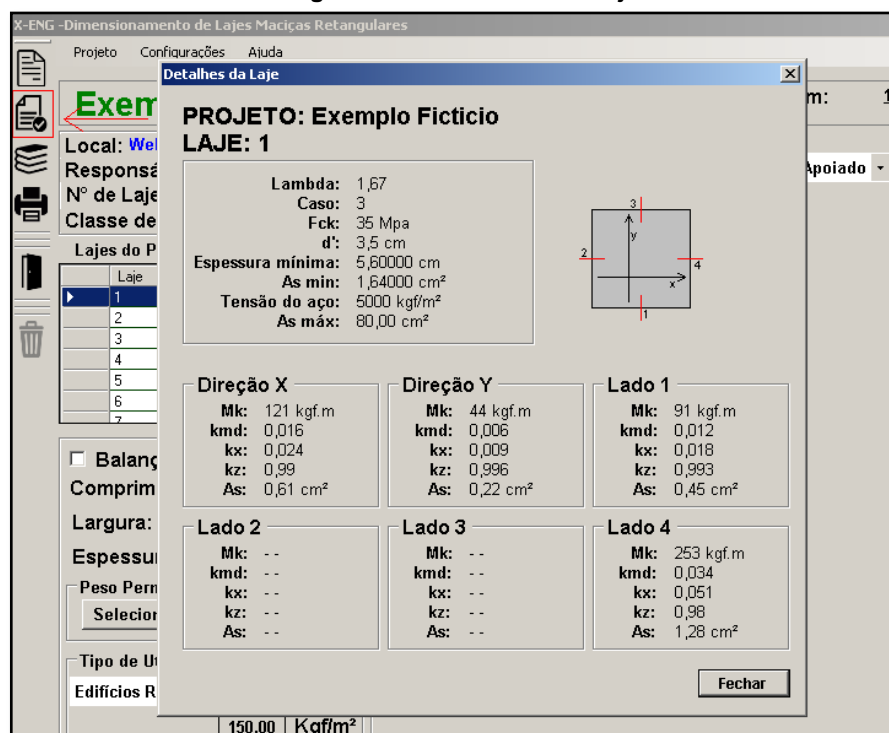 X-ENG -Dimensionamento de Lajes Maciças Retangulares
Projeto Configurações Ajuda
Detalhes da Laje
Exem
m: 1
PROJETO: Exemplo Ficticio
LAJE: 1
Local: Wel
Responsá
Nº de Laje
Classe de
Apoiado
Lajes do P
Laje
1
2
3
4
5
6
7
Lambda: 1,67
Caso: 3
Fck: 35 Mpa
d': 3,5 cm
Espessura mínima: 5,60000 cm
As min: 1,64000 cm²
Tensão do aço: 5000 kgf/m²
As máx: 80,00 cm²
3
y
2
4
x
1
Direção X
Mk: 121 kgf.m
kmd: 0,016
kx: 0,024
kz: 0,99
As: 0,61 cm²
Direção Y
Mk: 44 kgf.m
kmd: 0,006
kx: 0,009
kz: 0,996
As: 0,22 cm²
Lado 1
Mk: 91 kgf.m
kmd: 0,012
kx: 0,018
kz: 0,993
As: 0,45 cm²
Lado 2
Mk: - -
kmd: - -
kx: - -
kz: - -
As: - -
Lado 3
Mk: - -
kmd: - -
kx: - -
kz: - -
As: - -
Lado 4
Mk: 253 kgf.m
kmd: 0,034
kx: 0,051
kz: 0,98
As: 1,28 cm²
Fechar
Balanç
Comprim
Largura:
Espessu
Peso Perm
Selecion
Tipo de Ut
Edifícios R
150,00 Kgf/m²